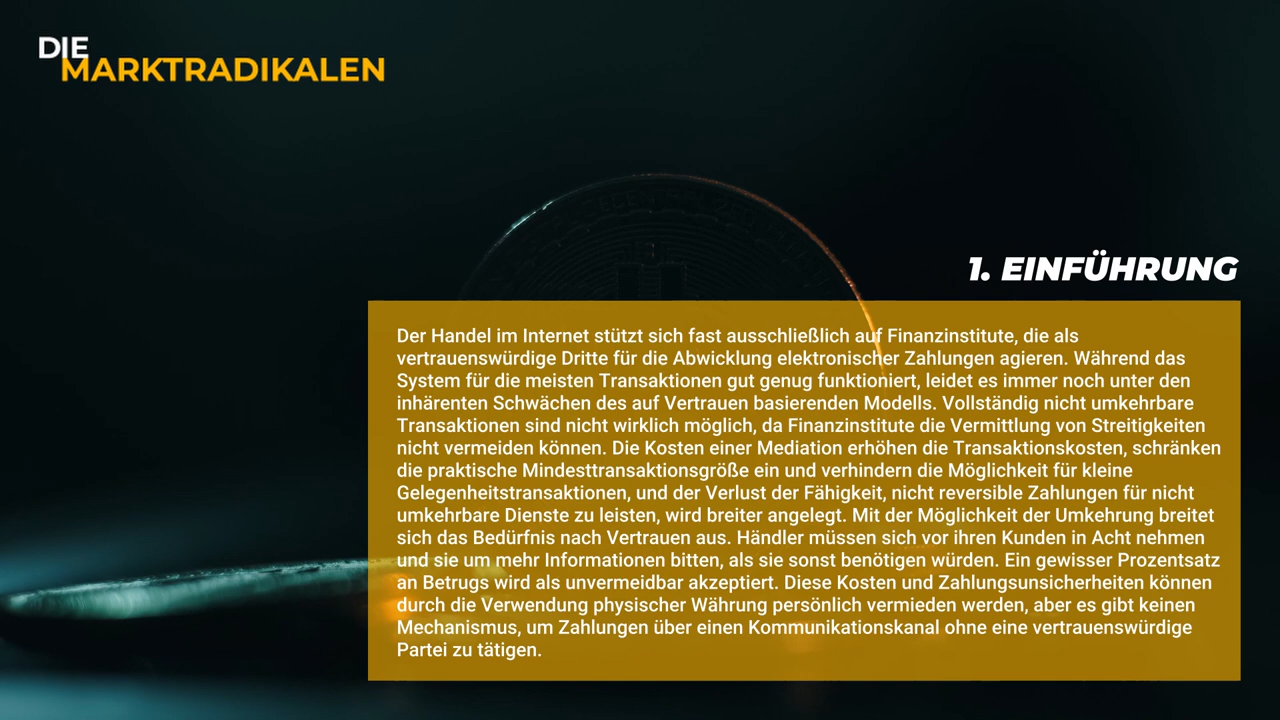 DIE
MARKTRADIKALEN
1. EINFÜHRUNG
Der Handel im Internet stützt sich fast ausschließlich auf Finanzinstitute, die als
vertrauenswürdige Dritte für die Abwicklung elektronischer Zahlungen agieren. Während das
System für die meisten Transaktionen gut genug funktioniert, leidet es immer noch unter den
inhärenten Schwächen des auf Vertrauen basierenden Modells. Vollständig nicht umkehrbare
Transaktionen sind nicht wirklich möglich, da Finanzinstitute die Vermittlung von Streitigkeiten
nicht vermeiden können. Die Kosten einer Mediation erhöhen die Transaktionskosten, schränken
die praktische Mindesttransaktionsgröße ein und verhindern die Möglichkeit für kleine
Gelegenheitstransaktionen, und der Verlust der Fähigkeit, nicht reversible Zahlungen für nicht
umkehrbare Dienste zu leisten, wird breiter angelegt. Mit der Möglichkeit der Umkehrung breitet
sich das Bedürfnis nach Vertrauen aus. Händler müssen sich vor ihren Kunden in Acht nehmen
und sie um mehr Informationen bitten, als sie sonst benötigen würden. Ein gewisser Prozentsatz
an Betrugs wird als unvermeidbar akzeptiert. Diese Kosten und Zahlungsunsicherheiten können
durch die Verwendung physischer Währung persönlich vermieden werden, aber es gibt keinen
Mechanismus, um Zahlungen über einen Kommunikationskanal ohne eine vertrauenswürdige
Partei zu tätigen.